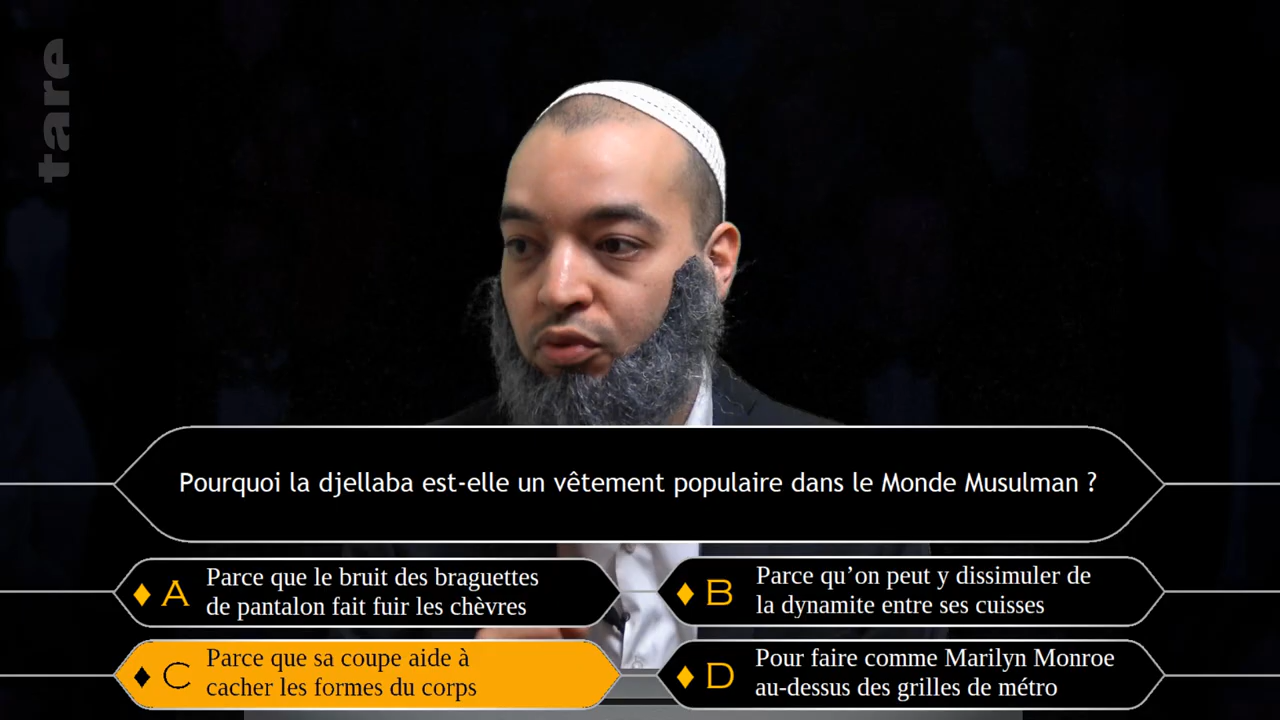 tare
Pourquoi la djellaba est-elle un vêtement populaire dans le Monde Musulman ?
A Parce que le bruit des braguettes
de pantalon fait fuir les chèvres
B Parce qu’on peut y dissimuler de
la dynamite entre ses cuisses
C Parce que sa coupe aide à
cacher les formes du corps
D Pour faire comme Marilyn Monroe
au-dessus des grilles de métro